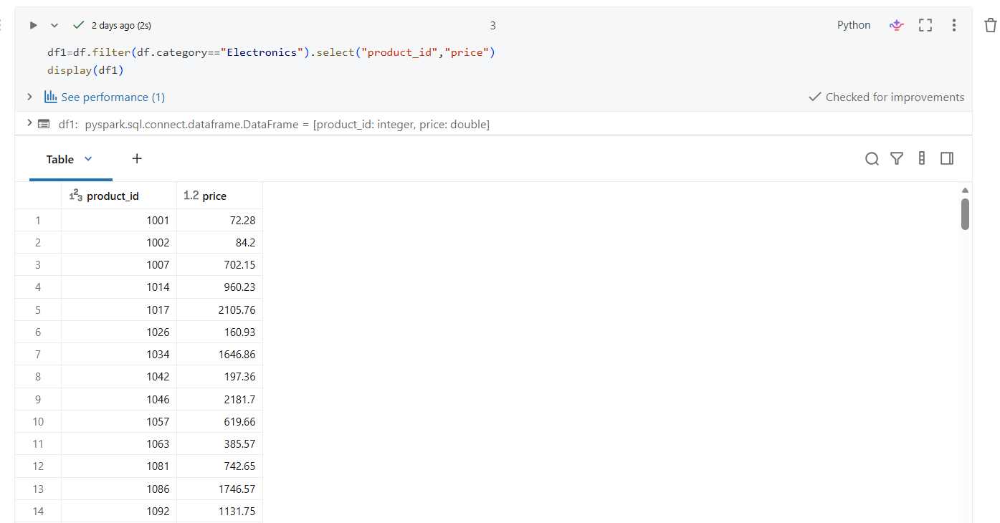 2 days ago (2s)
3
Python
df1=df.filter(df.category=="Electronics").select("product_id","price")
display(df1)
See performance (1)
Checked for improvements
df1: pyspark.sql.connect.dataframe.DataFrame = [product_id: integer, price: double]
Table
+
123 product_id 1.2 price
1 1001 72.28
2 1002 84.2
3 1007 702.15
4 1014 960.23
5 1017 2105.76
6 1026 160.93
7 1034 1646.86
8 1042 197.36
9 1046 2181.7
10 1057 619.66
11 1063 385.57
12 1081 742.65
13 1086 1746.57
14 1092 1131.75